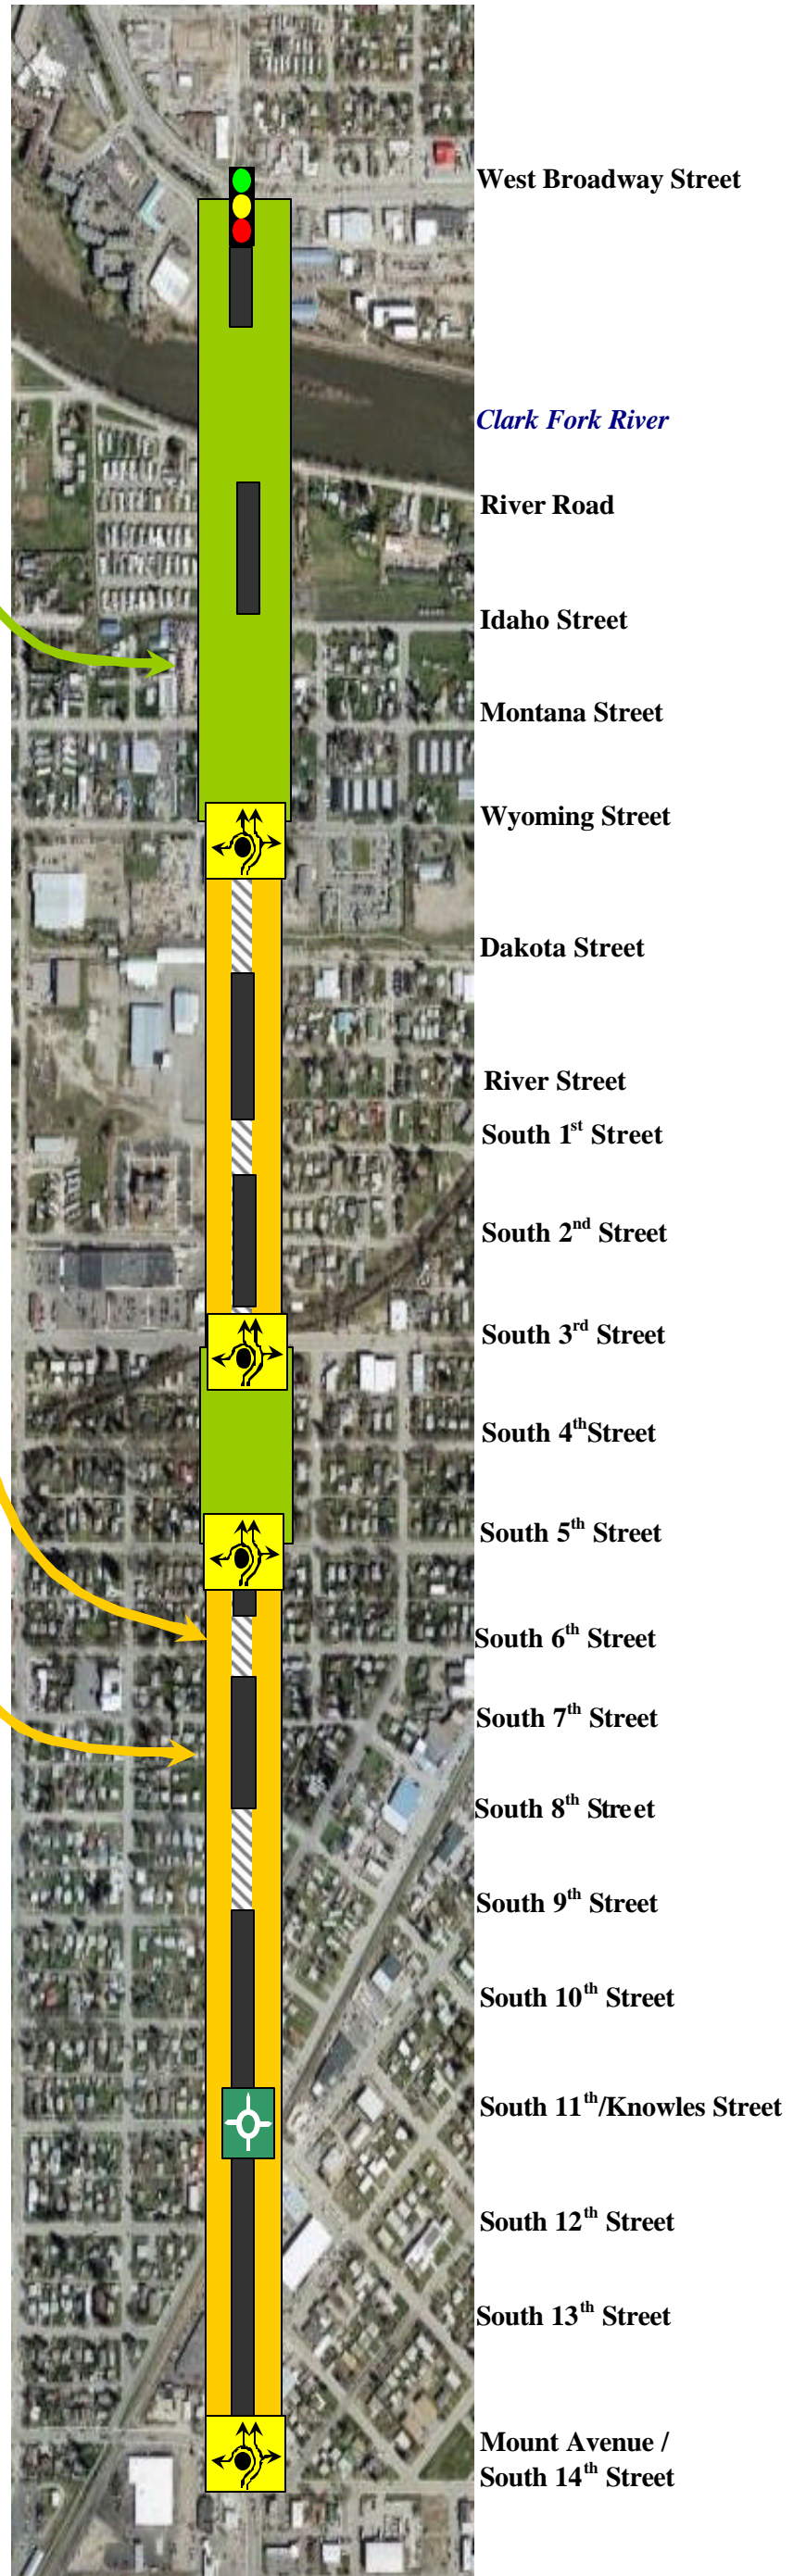 West Broadway Street
Clark Fork River
River Road
Idaho Street
Montana Street
Wyoming Street
Dakota Street
River Street
South 1st Street
South 2nd Street
South 3rd Street
South 4thStreet
South 5th Street
South 6th Street
South 7th Street
South 8th Street
South 9th Street
South 10th Street
South 11th/Knowles Street
South 12th Street
South 13th Street
Mount Avenue /
South 14th Street